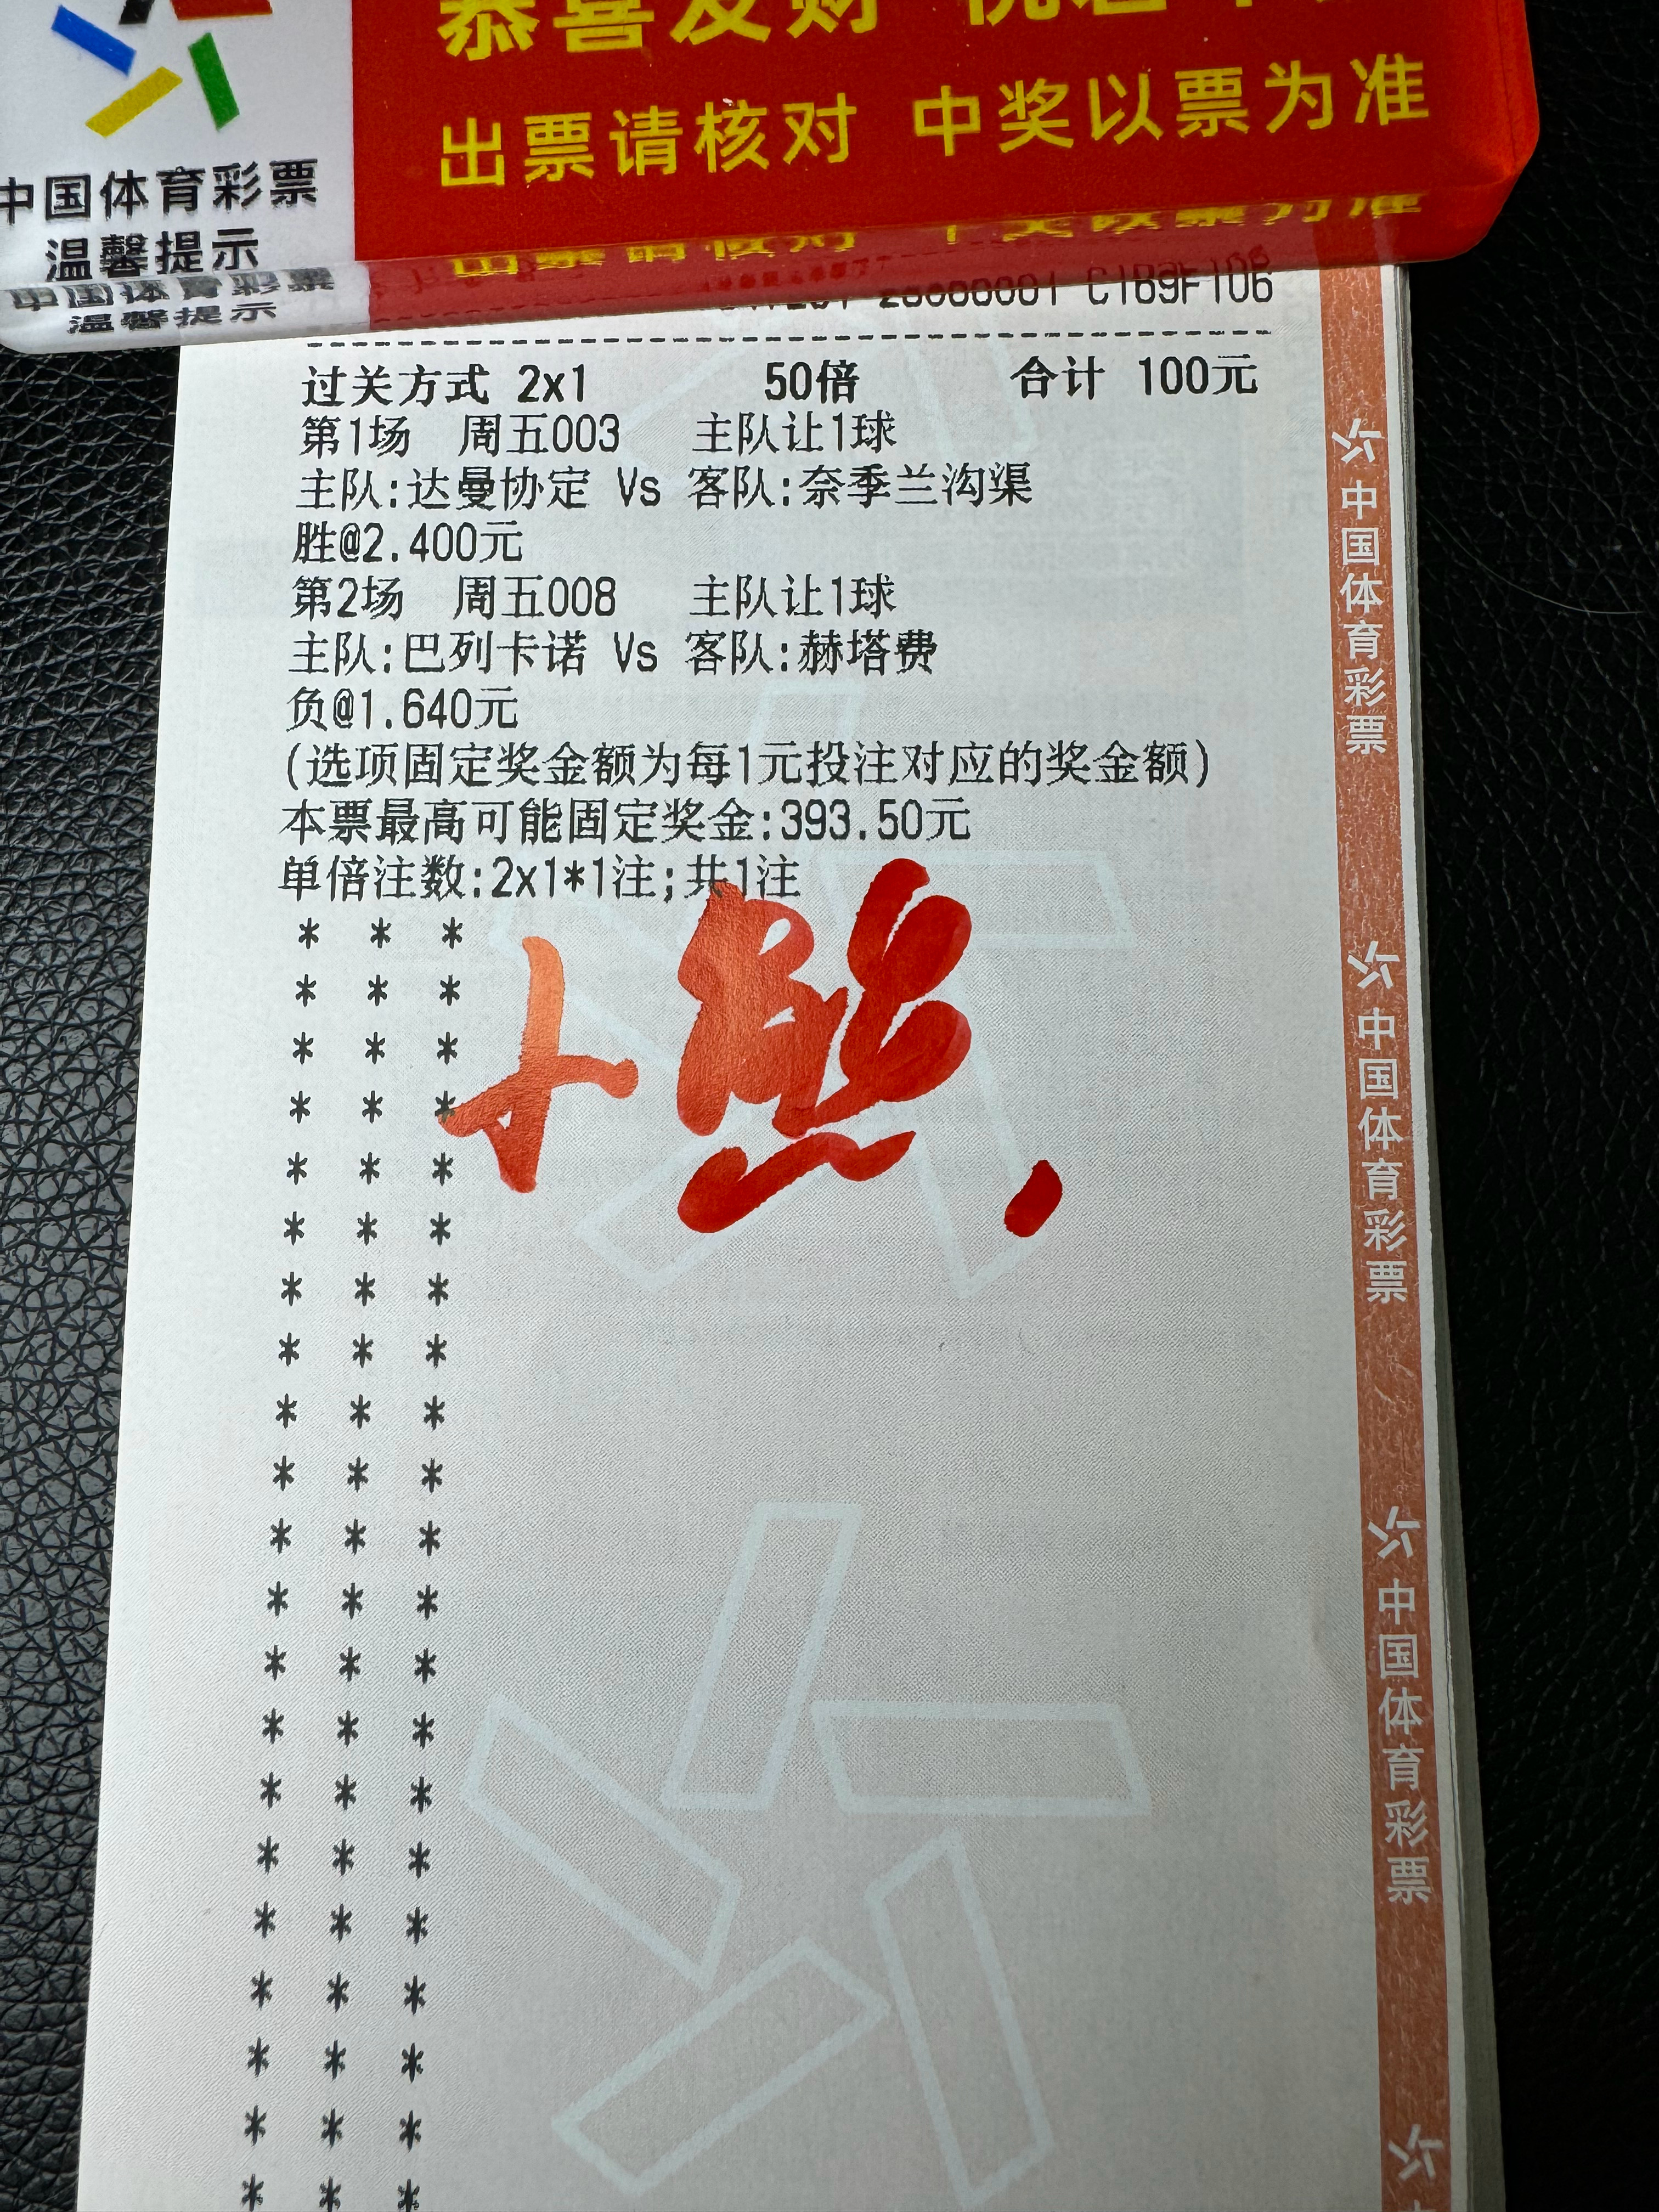 恭喜发财
出票请核对 中奖以票为准
中国体育彩票
温馨提示
C1B9F106
过关方式 2x1 50倍 合计 100元
第1场 周五003 主队让1球
主队:达曼协定 Vs 客队:奈季兰沟渠
胜@2.400元
第2场 周五008 主队让1球
主队:巴列卡诺 Vs 客队:赫塔费
负@1.640元
(选项固定奖金额为每1元投注对应的奖金额)
本票最高可能固定奖金:393.50元
单倍注数:2x1*1注;共1注
小熊
中国体育彩票
中国体育彩票
中国体育彩票